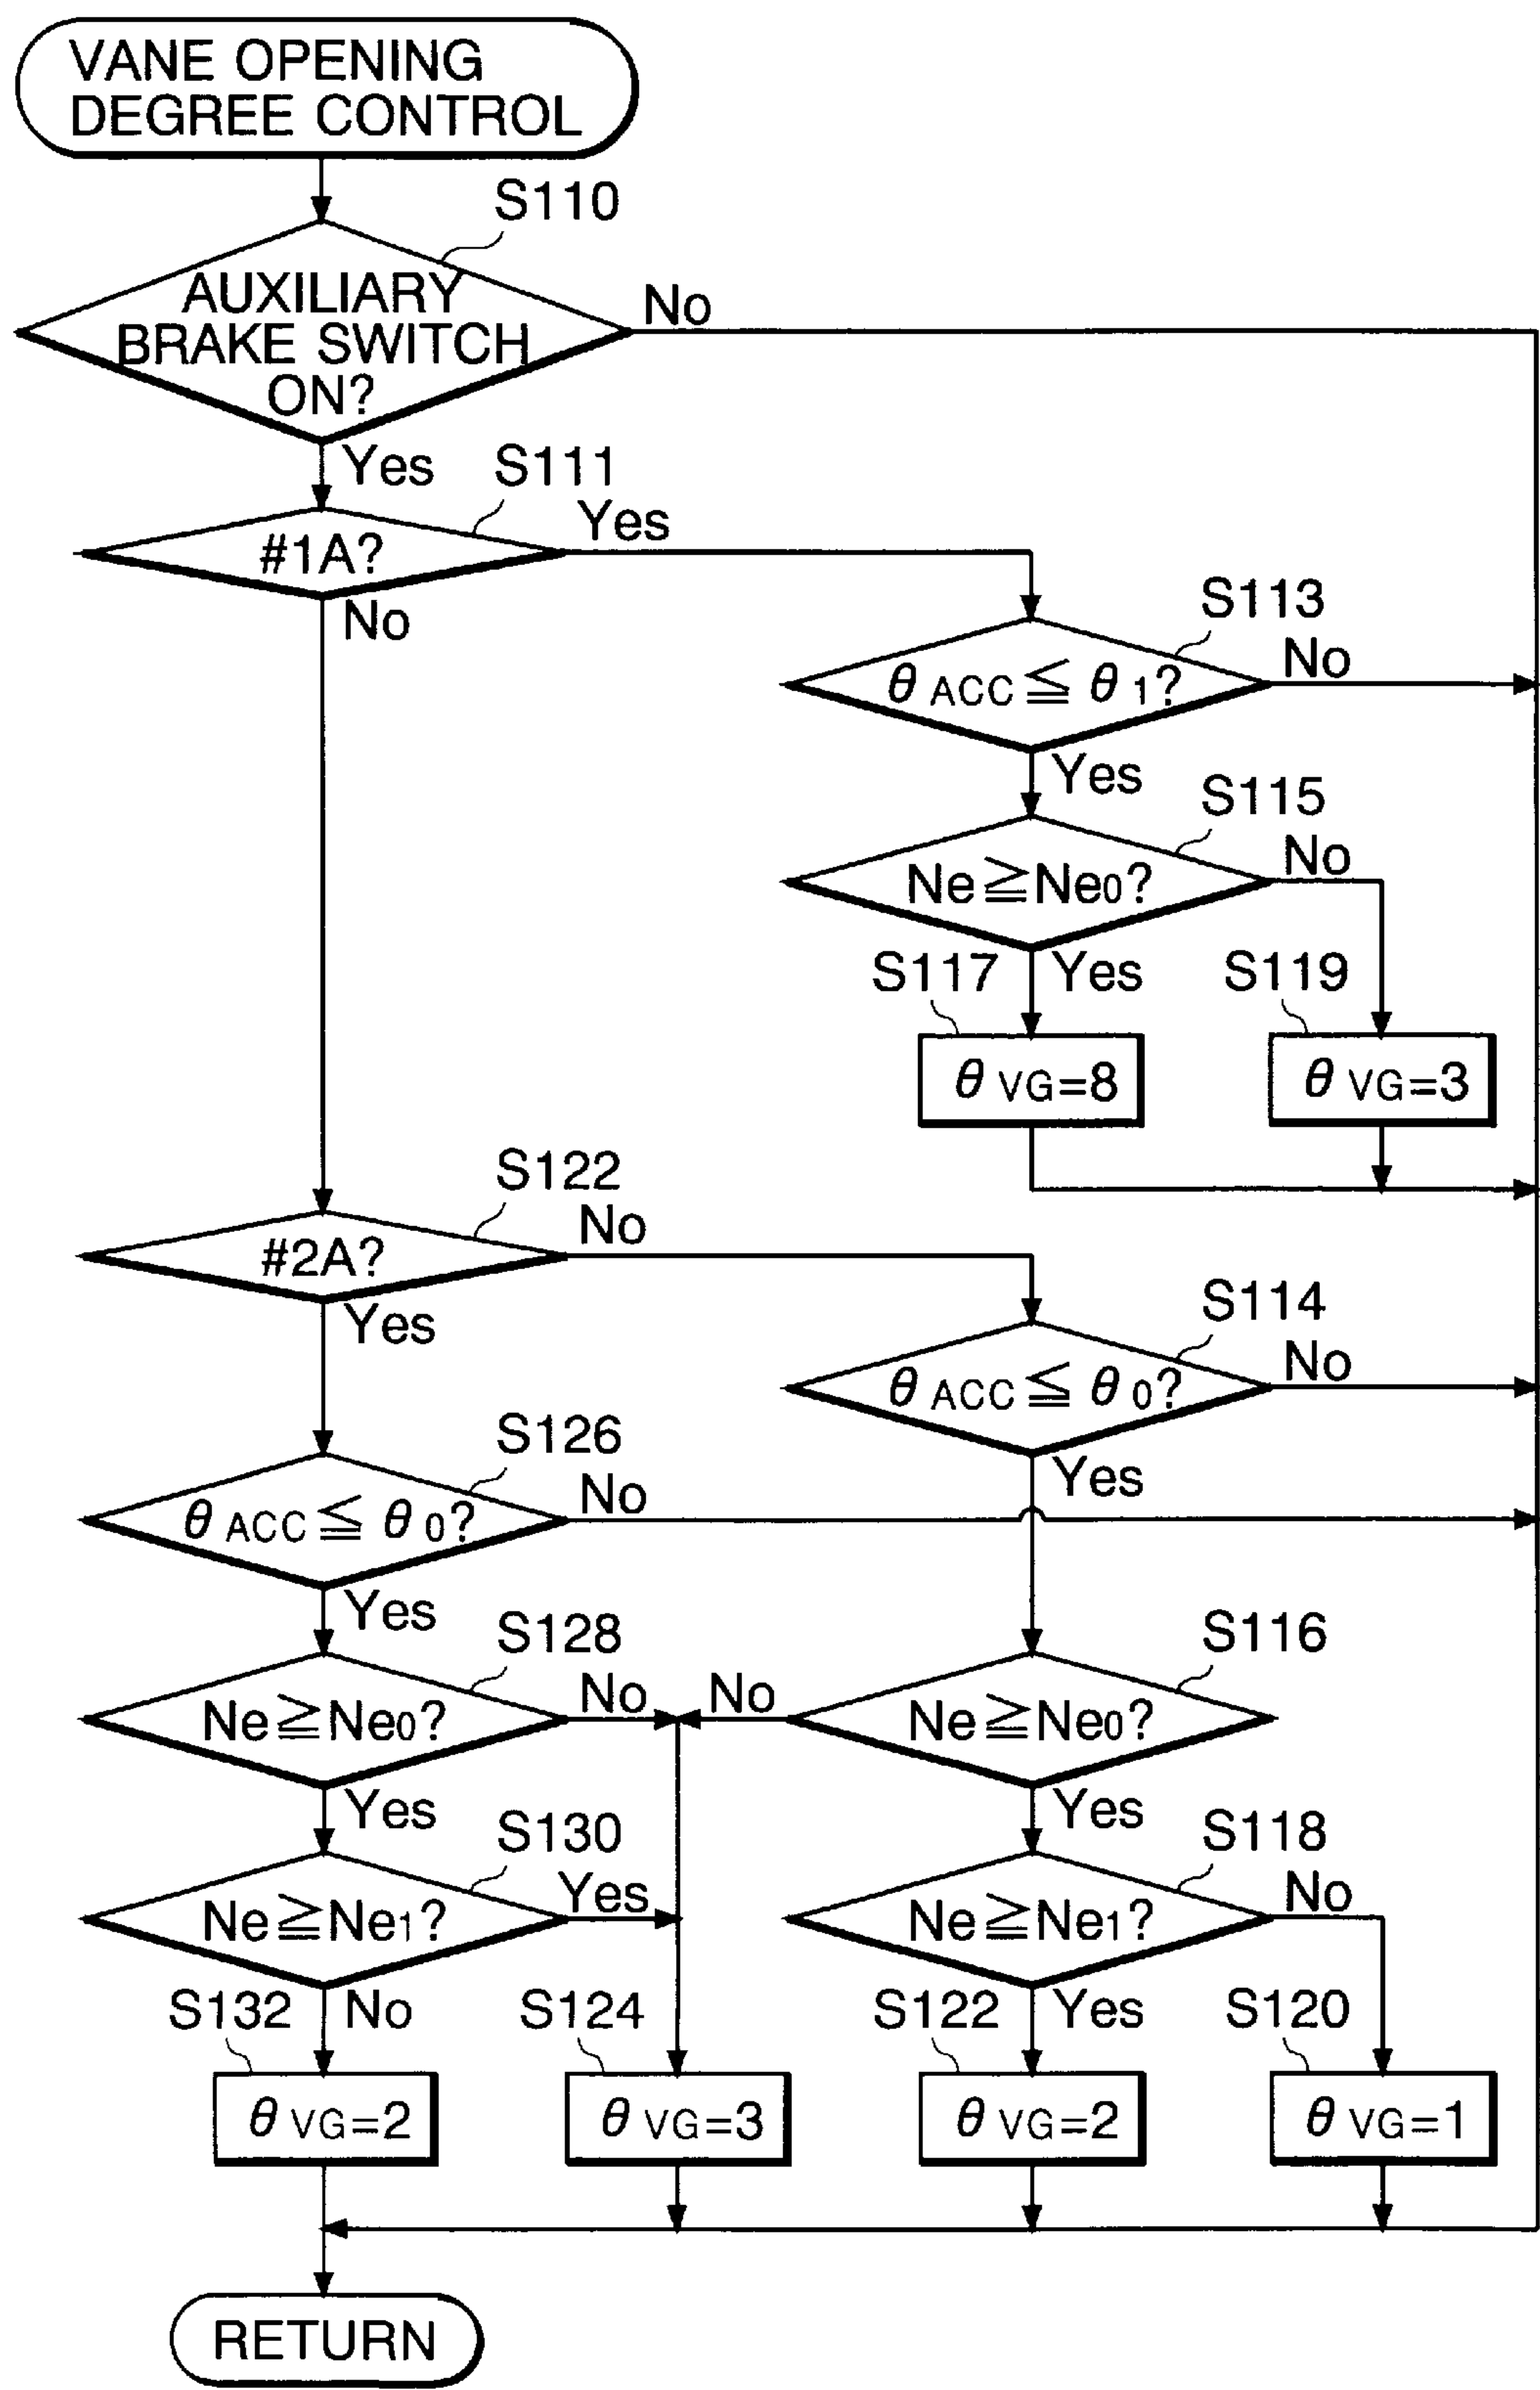 VANE OPENING
DEGREE CONTROL
S110
AUXILIARY
BRAKE SWITCH
ON?
No
Yes
S111
#1A?
Yes
No
S113
θ ACC ≦ θ 1?
No
Yes
S115
Ne≧Ne0?
No
Yes
S117
θ VG=8
S119
θ VG=3
S122
#2A?
No
Yes
S114
θ ACC ≦ θ 0?
No
Yes
S126
θ ACC ≦ θ 0?
No
Yes
S128
Ne≧Ne0?
No
Yes
S116
Ne≧Ne0?
No
Yes
S130
Ne≧Ne1?
Yes
No
S118
Ne≧Ne1?
No
Yes
S132
θ VG=2
S124
θ VG=3
S122
θ VG=2
S120
θ VG=1
RETURN